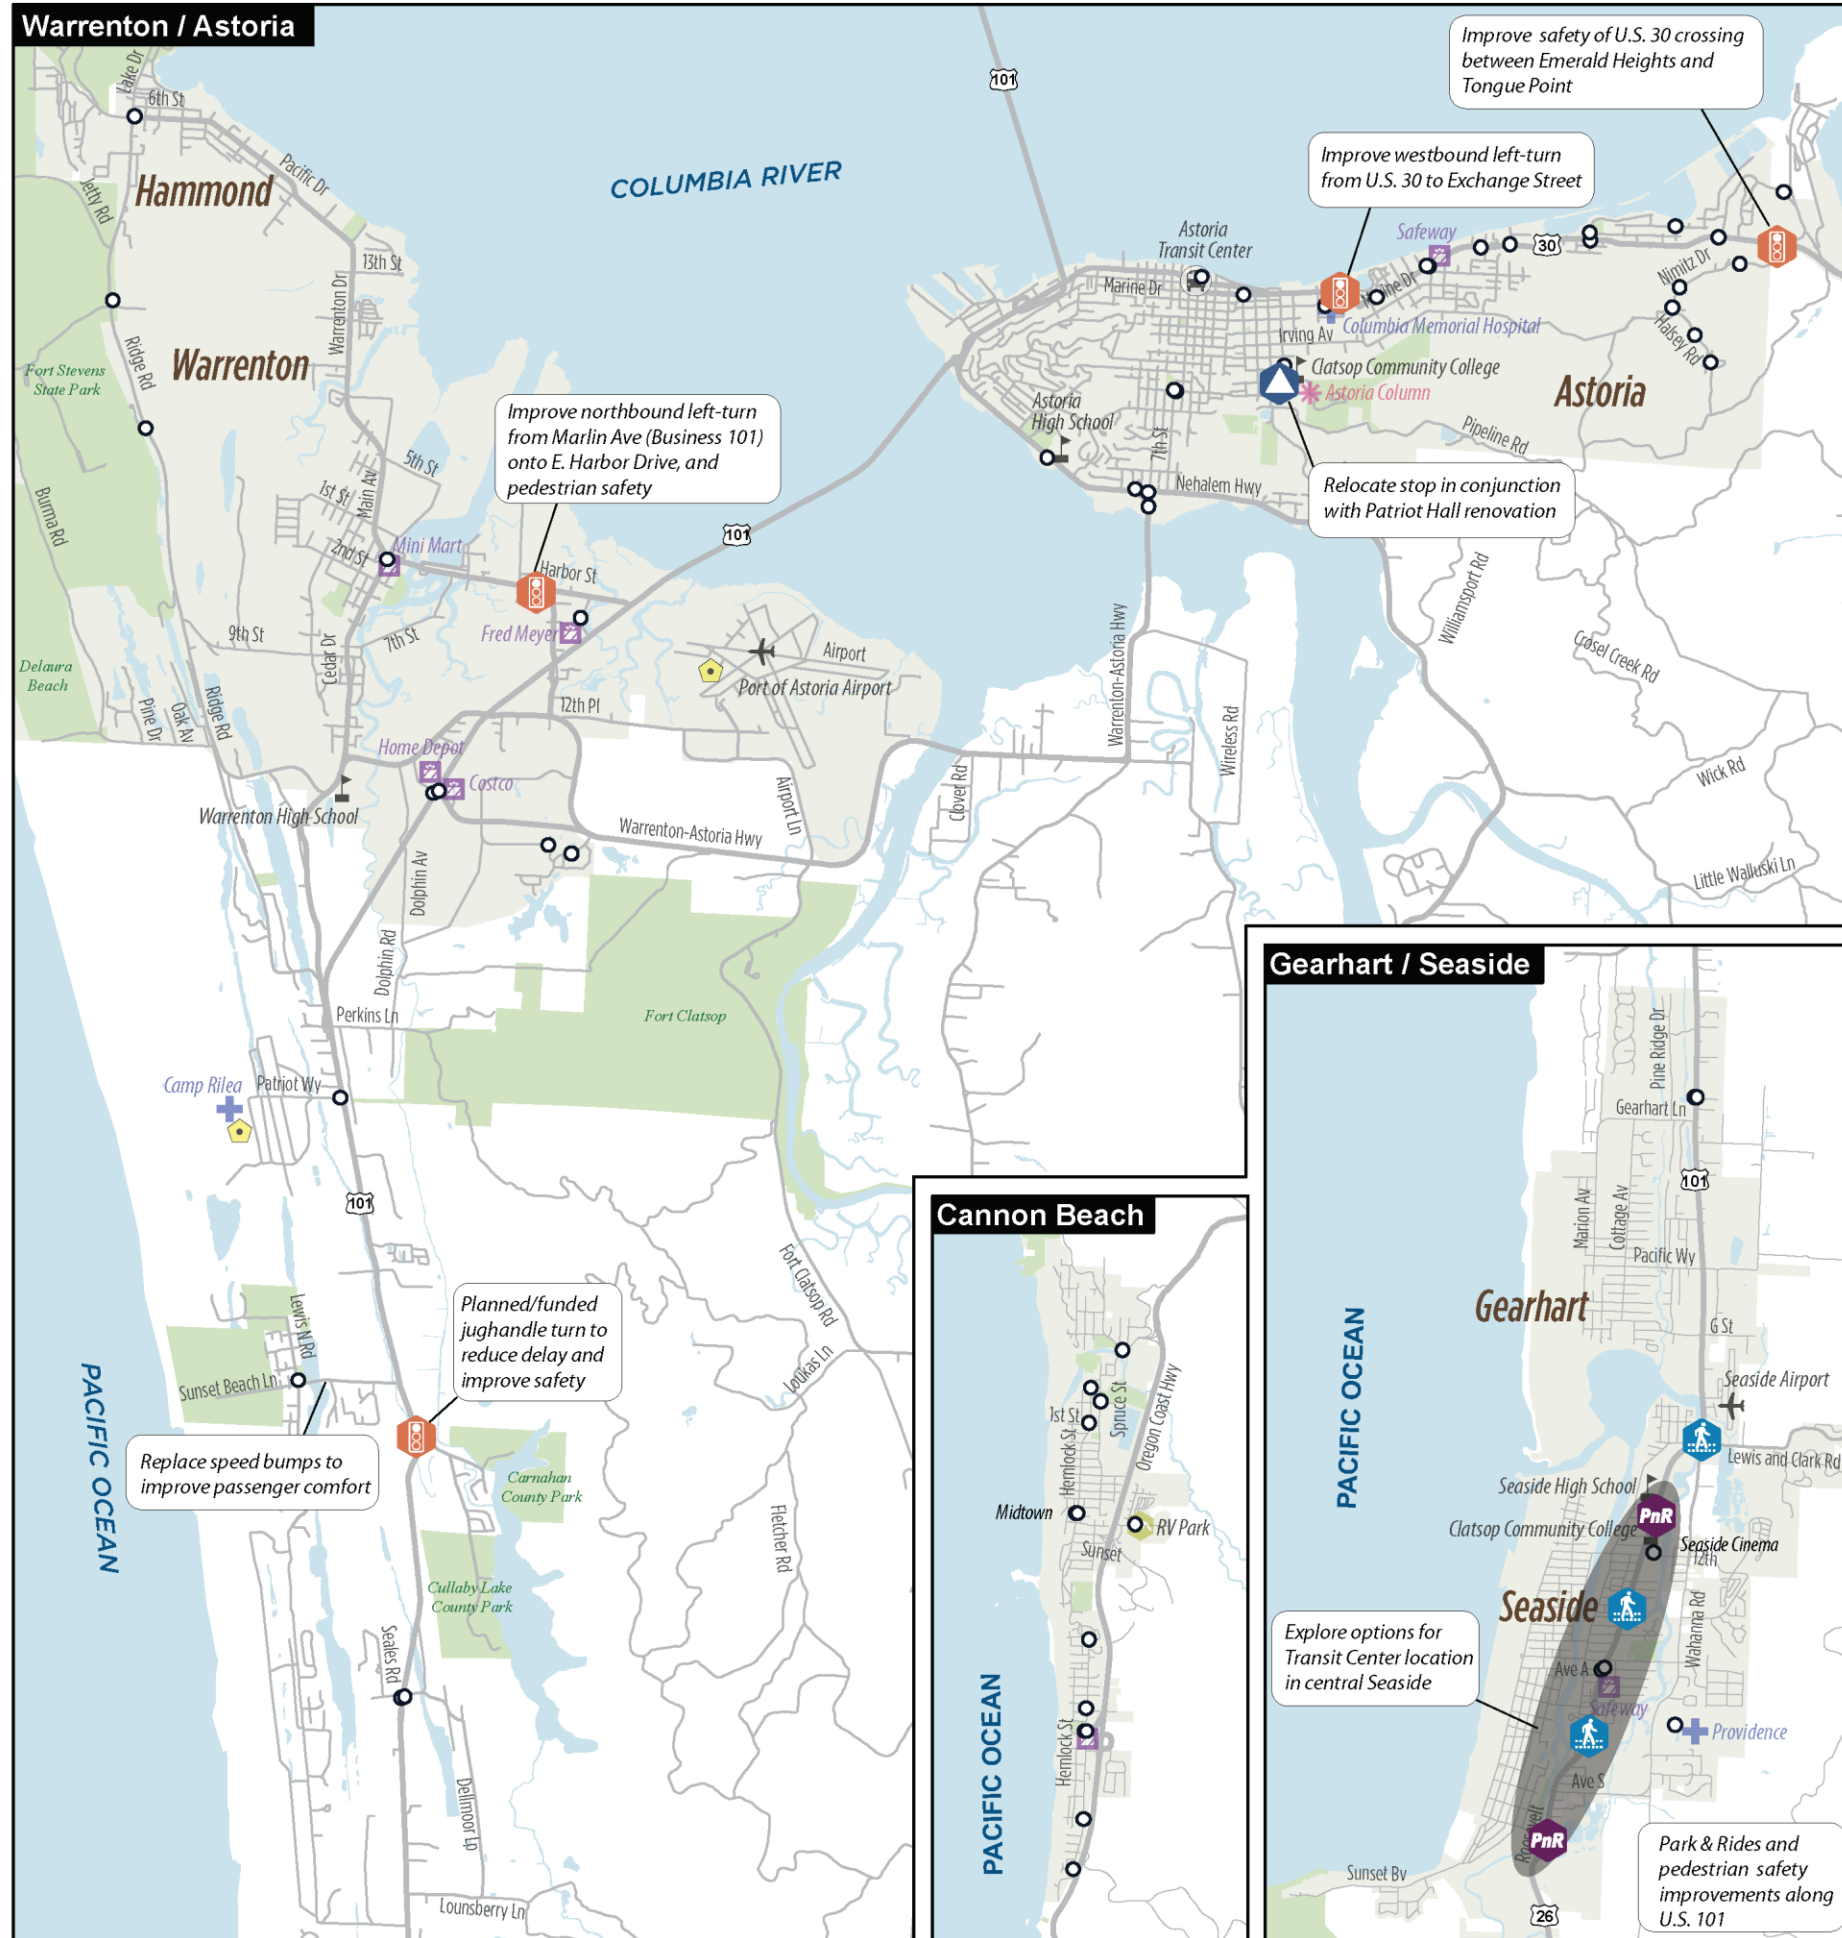 Warrenton / Astoria
Improve safety of U.S. 30 crossing
between Emerald Heights and
Tongue Point
Lake Dr
6th St
101
Pacific Dr
Improve westbound left-turn
from U.S. 30 to Exchange Street
COLUMBIA RIVER
Hammond
Jetty Rd
13th St
Astoria
Transit Center
Safeway
30
Nimitz Dr
Marine Dr
Marine Dr
Warrenton Dr
Columbia Memorial Hospital
Irving Av
Halsey Rd
Ridge Rd
Warrenton
Fort Stevens
State Park
Clatsop Community College
Astoria Column
Astoria
Astoria
High School
7th St
Pipeline Rd
Improve northbound left-turn
from Marlin Ave (Business 101)
onto E. Harbor Drive, and
pedestrian safety
5th St
1st St
Main Av
Nehalem Hwy
Relocate stop in conjunction
with Patriot Hall renovation
Burma Rd
101
2nd St
Mini Mart
Harbor St
Williamsport Rd
Fred Meyer
9th St
7th St
Cedar Dr
Airport
Port of Astoria Airport
Warrenton-Astoria Hwy
Crosel Creek Rd
Delaura
Beach
Pine Dr
Oak Av
Ridge Rd
12th Pl
Wireless Rd
Home Depot
Costco
Wick Rd
Warrenton High School
Airport Ln
Clover Rd
Warrenton-Astoria Hwy
Dolphin Av
Little Walluski Ln
Dolphin Rd
Gearhart / Seaside
Perkins Ln
Fort Clatsop
Pine Ridge Dr
Camp Rilea
Patriot Wy
Gearhart Ln
101
101
Cannon Beach
Marion Av
Cottage Av
Pacific Wy
Fort Clatsop Rd
Planned/funded
jughandle turn to
reduce delay and
improve safety
Lewis N Rd
Gearhart
G St
Loukas Ln
Sunset Beach Ln
PACIFIC OCEAN
PACIFIC OCEAN
Seaside Airport
1st St
Spruce St
Hemlock St
Oregon Coast Hwy
Replace speed bumps to
improve passenger comfort
Lewis and Clark Rd
Carnahan
County Park
Seaside High School
PnR
Midtown
RV Park
Clatsop Community College
Seaside Cinema
12th
Sunset
Fletcher Rd
Cullaby Lake
County Park
Seaside
Wahanna Rd
Explore options for
Transit Center location
in central Seaside
Seales Rd
Ave A
Safeway
PACIFIC OCEAN
Providence
Hemlock St
Ave S
Dellmoor Lp
PnR
Park & Rides and
pedestrian safety
improvements along
U.S. 101
Sunset Bv
Lounsberry Ln
26